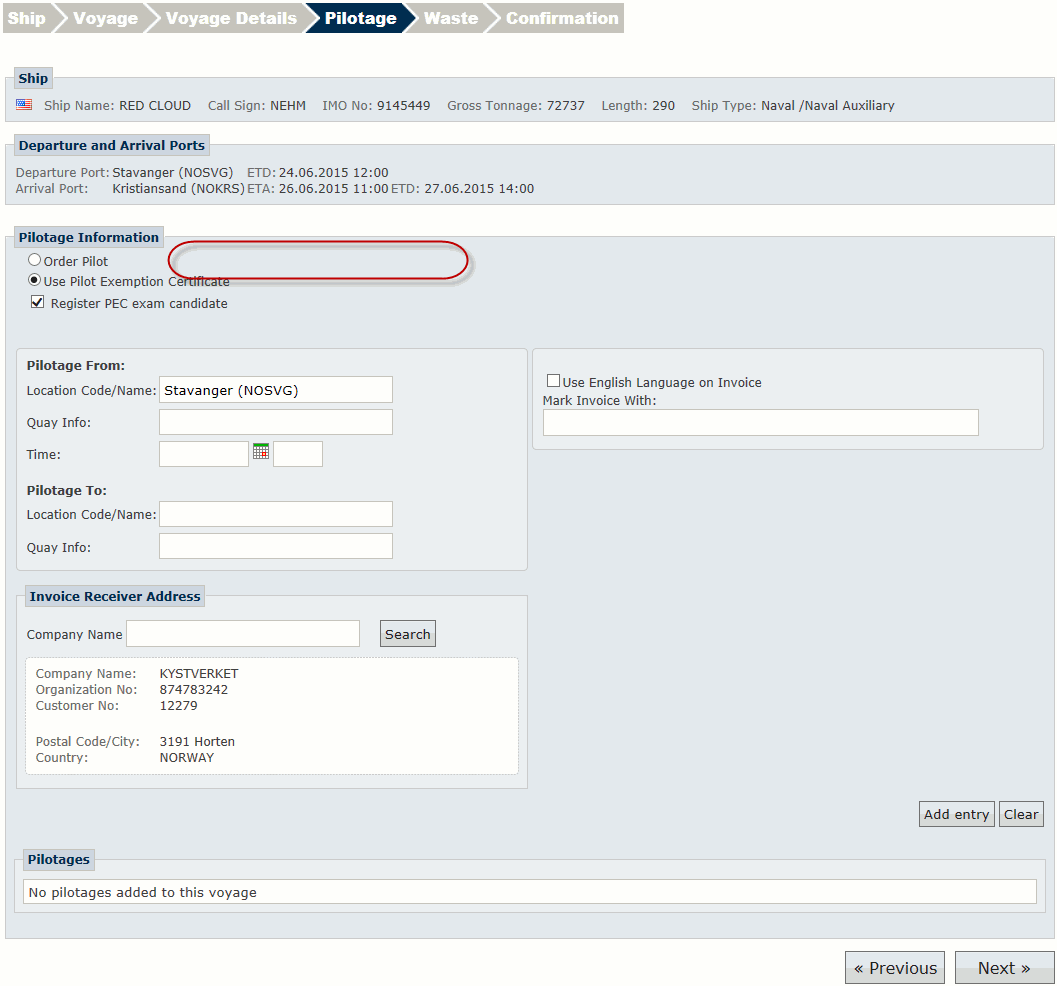 Ship Voyage Voyage Details Pilotage Waste Confirmation
Ship
Ship Name: RED CLOUD Call Sign: NEHM IMO No: 9145449 Gross Tonnage: 72737 Length: 290 Ship Type: Naval /Naval Auxiliary
Departure and Arrival Ports
Departure Port: Stavanger (NOSVG) ETD: 24.06.2015 12:00
Arrival Port: Kristiansand (NOKRS) ETA: 26.06.2015 11:00 ETD: 27.06.2015 14:00
Pilotage Information
Order Pilot
Use Pilot Exemption Certificate
Register PEC exam candidate
Pilotage From:
Location Code/Name: Stavanger (NOSVG)
Quay Info:
Time:
Pilotage To:
Location Code/Name:
Quay Info:
Use English Language on Invoice
Mark Invoice With:
Invoice Receiver Address
Company Name Search
Company Name: KYSTVERKET
Organization No: 874783242
Customer No: 12279
Postal Code/City: 3191 Horten
Country: NORWAY
Add entry Clear
Pilotages
No pilotages added to this voyage
« Previous Next »